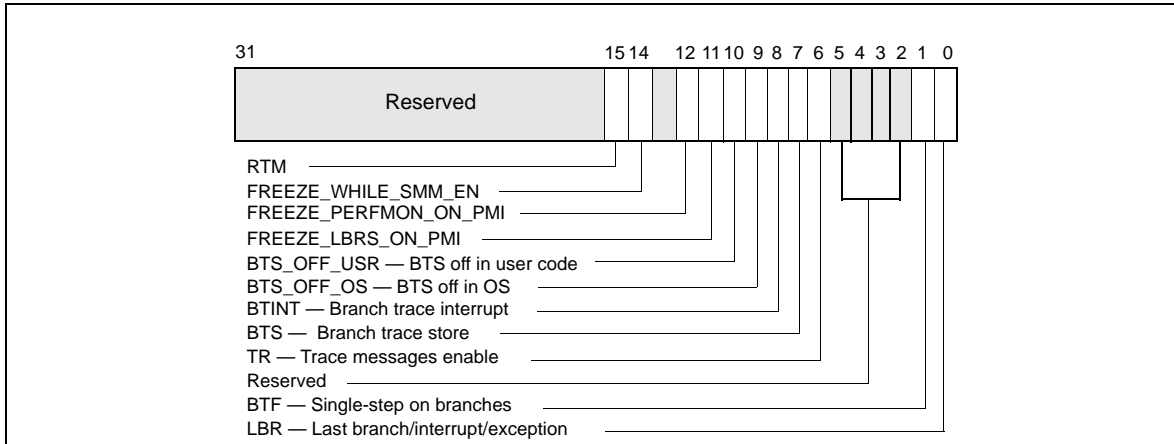 31 15 14 12 11 10 9 8 7 6 5 4 3 2 1 0
Reserved
RTM
FREEZE_WHILE_SMM_EN
FREEZE_PERFMON_ON_PMI
FREEZE_LBRS_ON_PMI
BTS_OFF_USR — BTS off in user code
BTS_OFF_OS — BTS off in OS
BTINT — Branch trace interrupt
BTS — Branch trace store
TR — Trace messages enable
Reserved
BTF — Single-step on branches
LBR — Last branch/interrupt/exception